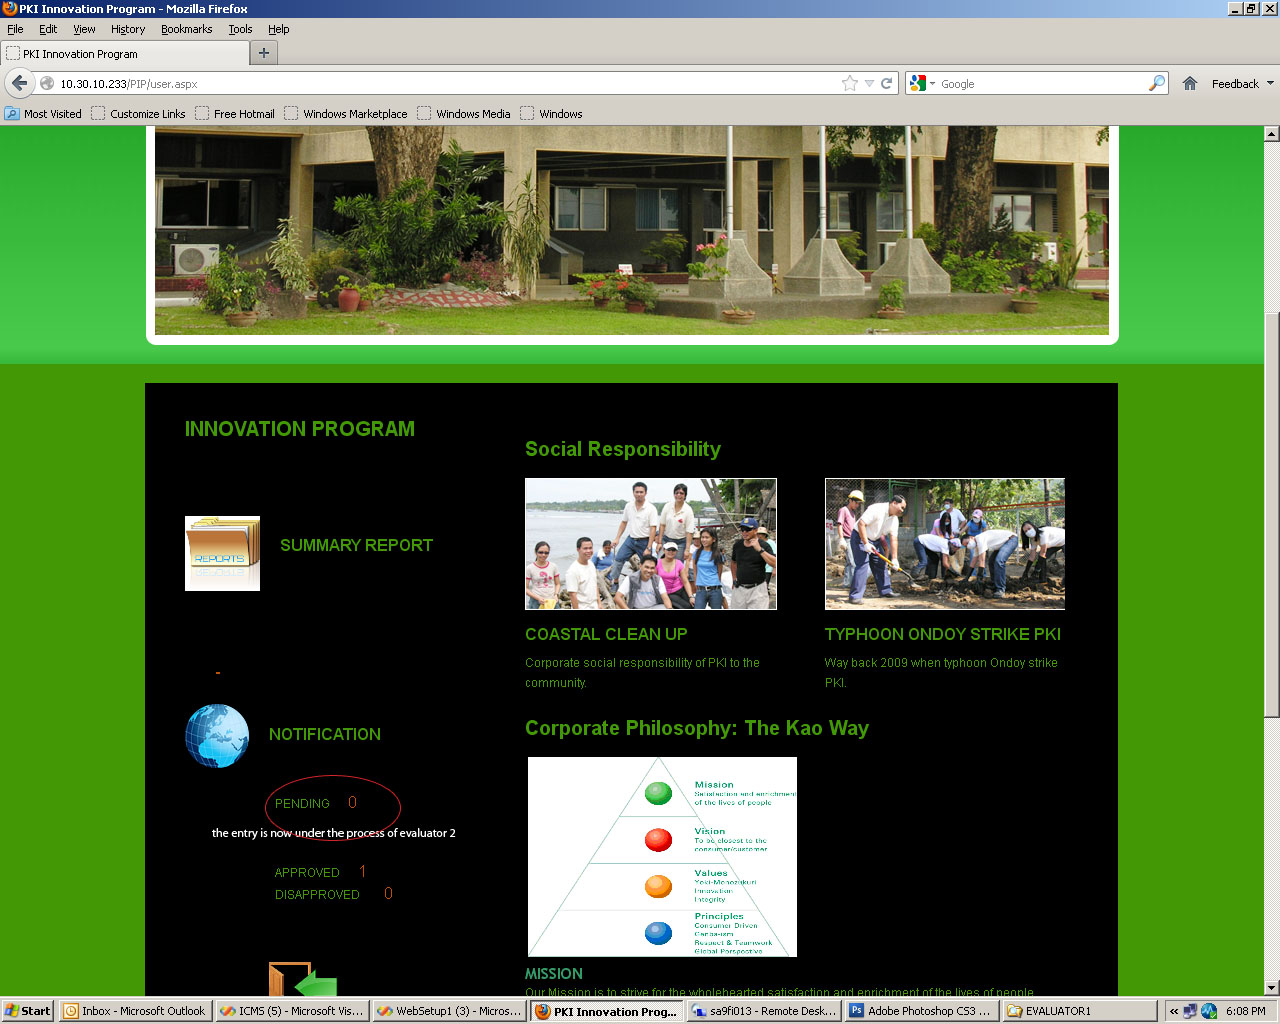 PKI Innovation Program - Mozilla Firefox
File Edit View History Bookmarks Tools Help
PKI Innovation Program
10.30.10.233/PIP/user.aspx
Google
Feedback
Most Visited Customize Links Free Hotmail Windows Marketplace Windows Media Windows
INNOVATION PROGRAM
REPORTS
SUMMARY REPORT
-
NOTIFICATION
PENDING 0
the entry is now under the process of evaluator 2
APPROVED 1
DISAPPROVED 0
Social Responsibility
COASTAL CLEAN UP
Corporate social responsibility of PKI to the
community.
TYPHOON ONDOY STRIKE PKI
Way back 2009 when typhoon Ondoy strike
PKI.
Corporate Philosophy: The Kao Way
Mission
Satisfaction and enrichment
of the lives of people
Vision
To be closest to the
consumer/customer
Values
Yoki-Monozukuri
Innovation
Integrity
Principles
Consumer Driven
Genba-ism
Respect & Teamwork
Global Perspective
MISSION
Our Mission is to strive for the wholehearted satisfaction and enrichment of the lives of people
Start
Inbox - Microsoft Outlook
ICMS (5) - Microsoft Vis...
WebSetup1 (3) - Micros...
PKI Innovation Prog...
sa9fi013 - Remote Desk...
Adobe Photoshop CS3 ...
EVALUATOR1
6:08 PM